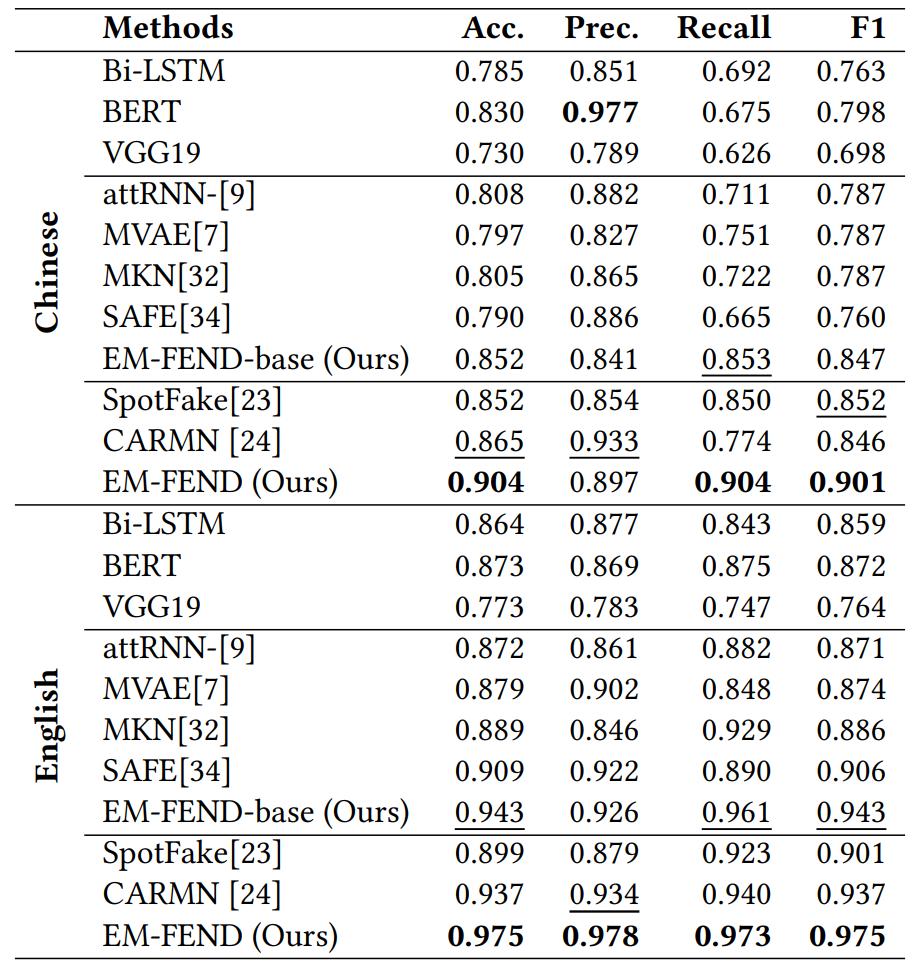 Methods Acc. Prec. Recall F1
Chinese
Bi-LSTM 0.785 0.851 0.692 0.763
BERT 0.830 0.977 0.675 0.798
VGG19 0.730 0.789 0.626 0.698
attRNN-[9] 0.808 0.882 0.711 0.787
MVAE[7] 0.797 0.827 0.751 0.787
MKN[32] 0.805 0.865 0.722 0.787
SAFE[34] 0.790 0.886 0.665 0.760
EM-FEND-base (Ours) 0.852 0.841 0.853 0.847
SpotFake[23] 0.852 0.854 0.850 0.852
CARMN [24] 0.865 0.933 0.774 0.846
EM-FEND (Ours) 0.904 0.897 0.904 0.901
English
Bi-LSTM 0.864 0.877 0.843 0.859
BERT 0.873 0.869 0.875 0.872
VGG19 0.773 0.783 0.747 0.764
attRNN-[9] 0.872 0.861 0.882 0.871
MVAE[7] 0.879 0.902 0.848 0.874
MKN[32] 0.889 0.846 0.929 0.886
SAFE[34] 0.909 0.922 0.890 0.906
EM-FEND-base (Ours) 0.943 0.926 0.961 0.943
SpotFake[23] 0.899 0.879 0.923 0.901
CARMN [24] 0.937 0.934 0.940 0.937
EM-FEND (Ours) 0.975 0.978 0.973 0.975